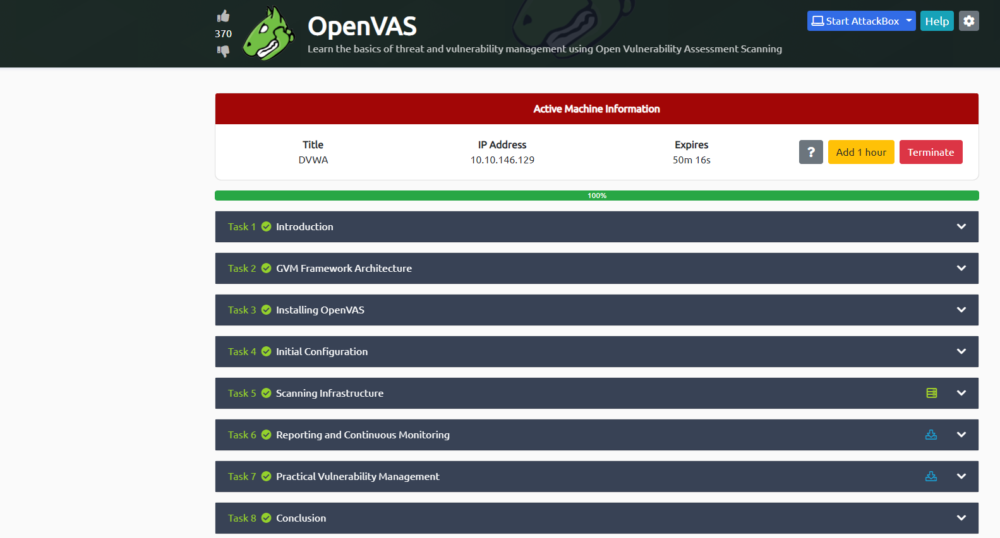 370
OpenVAS
Learn the basics of threat and vulnerability management using Open Vulnerability Assessment Scanning
Start AttackBox
Help
Active Machine Information
Title
DVWA
IP Address
10.10.146.129
Expires
50m 16s
?
Add 1 hour
Terminate
100%
Task 1 Introduction
Task 2 GVM Framework Architecture
Task 3 Installing OpenVAS
Task 4 Initial Configuration
Task 5 Scanning Infrastructure
Task 6 Reporting and Continuous Monitoring
Task 7 Practical Vulnerability Management
Task 8 Conclusion